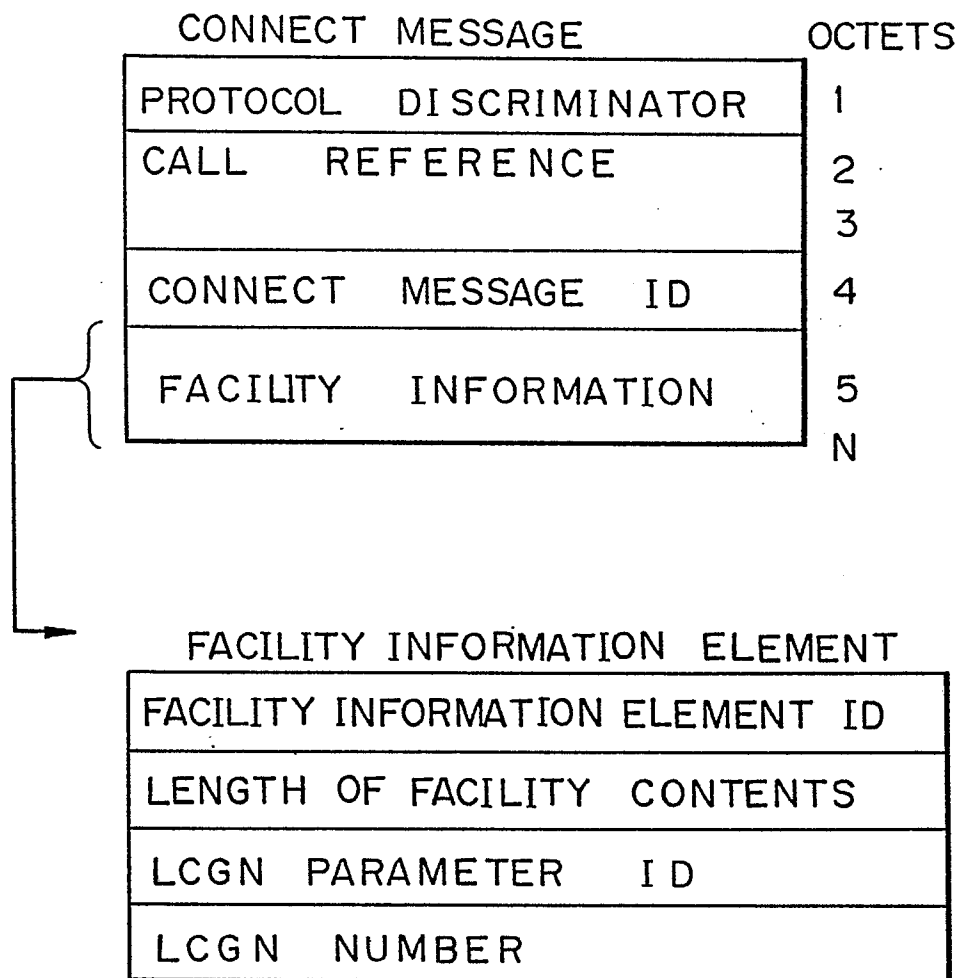 CONNECT MESSAGE OCTETS
PROTOCOL DISCRIMINATOR 1
CALL REFERENCE 2
3
CONNECT MESSAGE ID 4
FACILITY INFORMATION 5
N
FACILITY INFORMATION ELEMENT
FACILITY INFORMATION ELEMENT ID
LENGTH OF FACILITY CONTENTS
LCGN PARAMETER ID
LCGN NUMBER